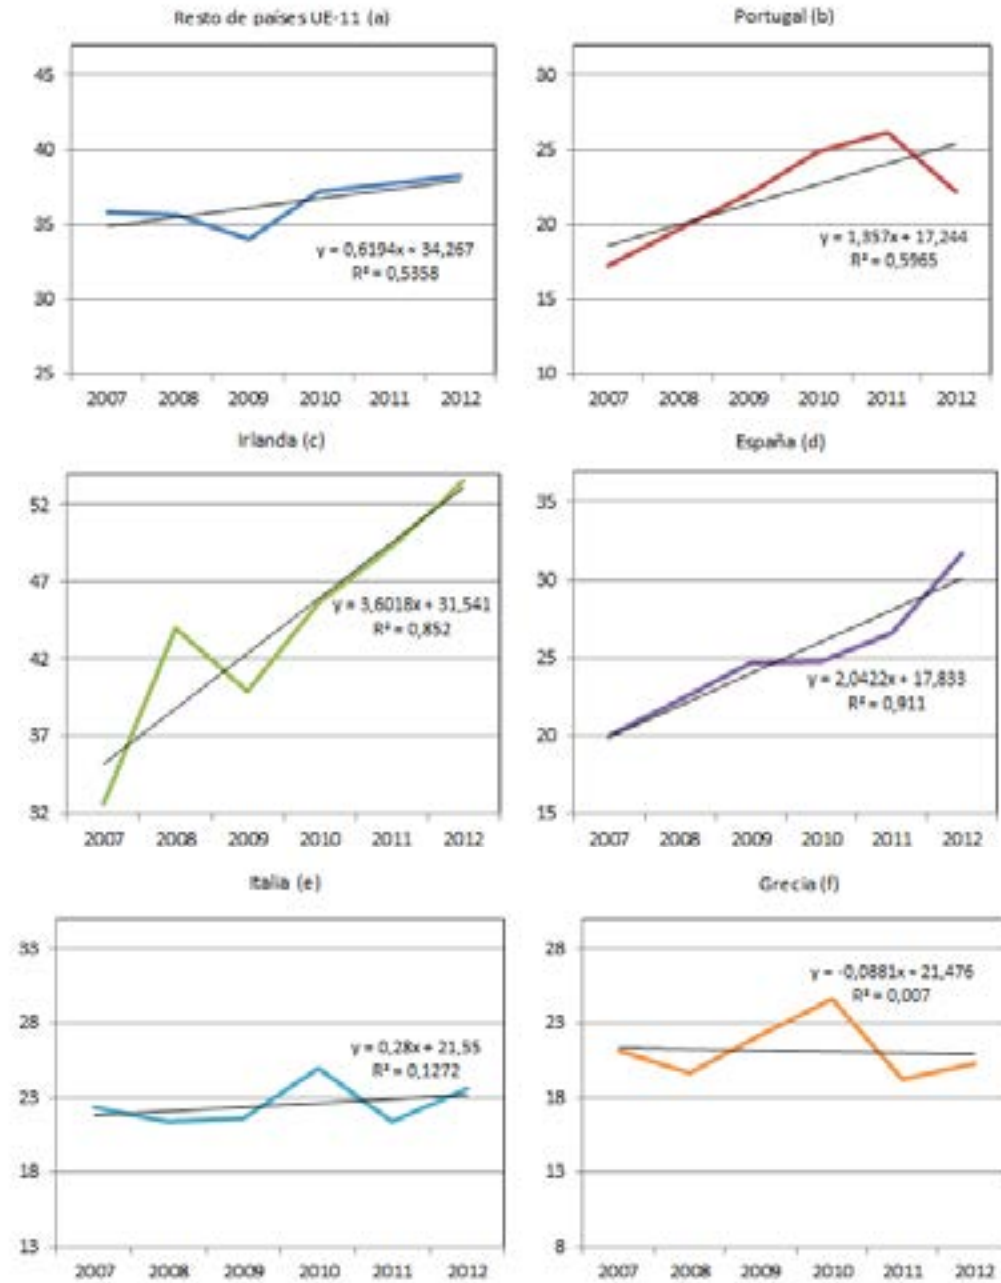 Resto de países UE-11 (a)
45
40
35
30
25
y = 0,6194x + 34,267
R² = 0,5358
2007 2008 2009 2010 2011 2012
Portugal (b)
30
25
20
15
10
y = 1,357x + 17,244
R² = 0,5965
2007 2008 2009 2010 2011 2012
Irlanda (c)
52
47
42
37
32
y = 3,6018x + 31,541
R² = 0,852
2007 2008 2009 2010 2011 2012
España (d)
35
30
25
20
15
y = 2,0422x + 17,833
R² = 0,911
2007 2008 2009 2010 2011 2012
Italia (e)
33
28
23
18
13
y = 0,28x + 21,55
R² = 0,1272
2007 2008 2009 2010 2011 2012
Grecia (f)
28
23
18
13
8
y = -0,0881x + 21,476
R² = 0,007
2007 2008 2009 2010 2011 2012